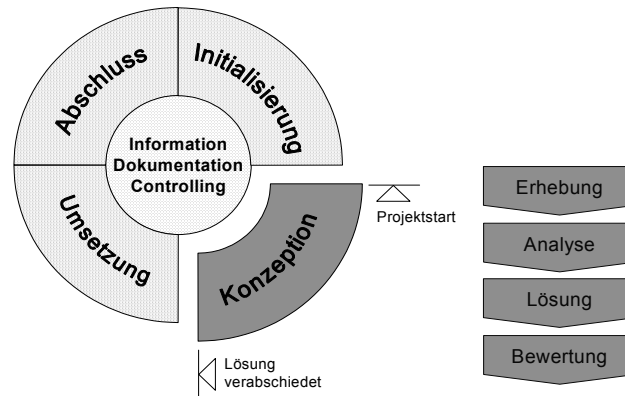 Abschluss
Initialisierung
Information
Dokumentation
Controlling
Umsetzung
Konzeption
Projektstart
Lösung
verabschiedet
Erhebung
Analyse
Lösung
Bewertung